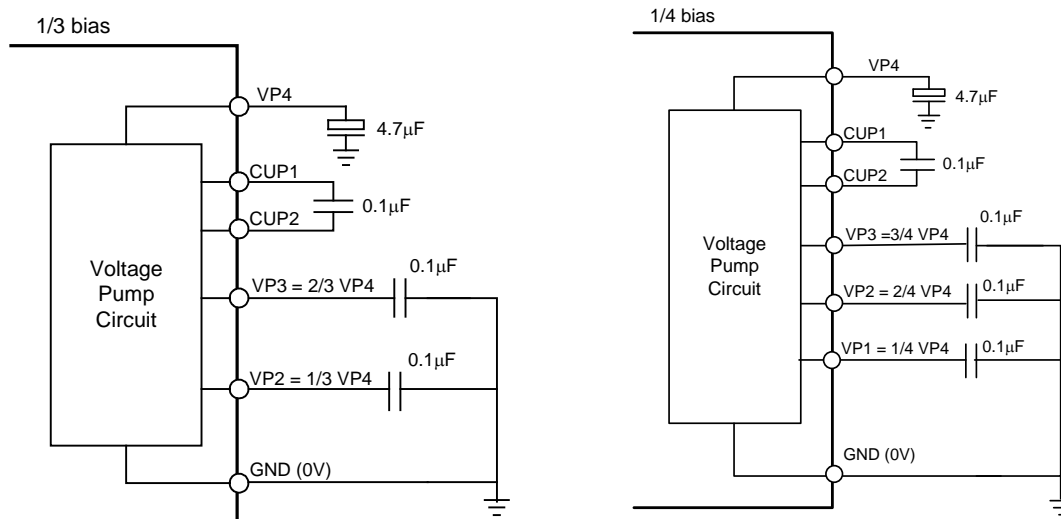 1/3 bias
VP4
4.7μF
CUP1
0.1μF
CUP2
Voltage
Pump
Circuit
0.1μF
VP3 = 2/3 VP4
0.1μF
VP2 = 1/3 VP4
GND (0V)
1/4 bias
VP4
4.7μF
CUP1
0.1μF
CUP2
Voltage
Pump
Circuit
0.1μF
VP3 =3/4 VP4
0.1μF
VP2 = 2/4 VP4
0.1μF
VP1 = 1/4 VP4
GND (0V)